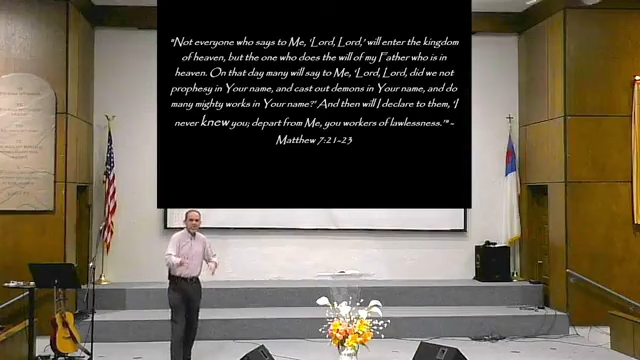 "Not everyone who says to Me, 'Lord, Lord,' will enter the kingdom
of heaven, but the one who does the will of my Father who is in
heaven. On that day many will say to Me, 'Lord, Lord, did we not
prophesy in Your name, and cast out demons in Your name, and do
many mighty works in Your name?' And then will I declare to them, 'I
never knew you; depart from Me, you workers of lawlessness.'" -
Matthew 7:21-23